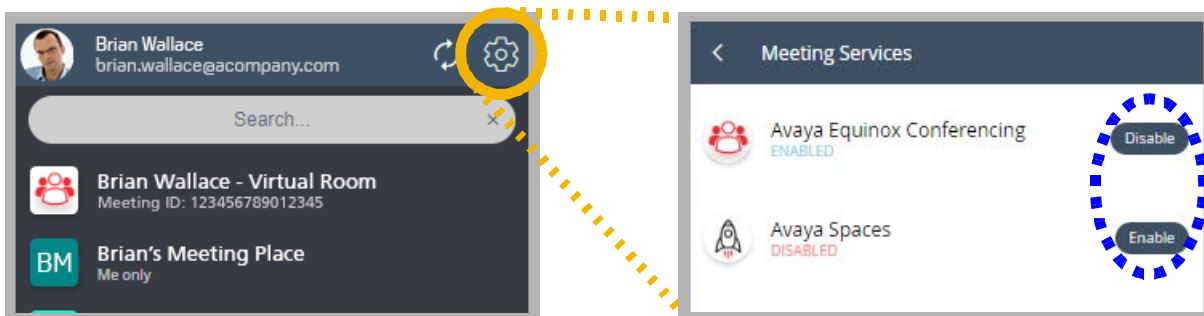 Brian Wallace
brian.wallace@acompany.com
Search...
×
Brian Wallace - Virtual Room
Meeting ID: 123456789012345
BM
Brian's Meeting Place
Me only
Meeting Services
Avaya Equinox Conferencing
ENABLED
Disable
Avaya Spaces
DISABLED
Enable